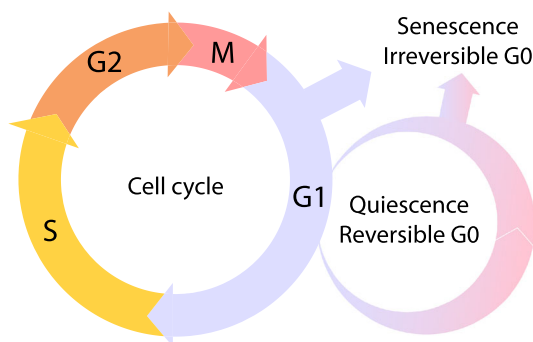 Senescence
Irreversible G0
G2
M
Cell cycle
G1
S
Quiescence
Reversible G0